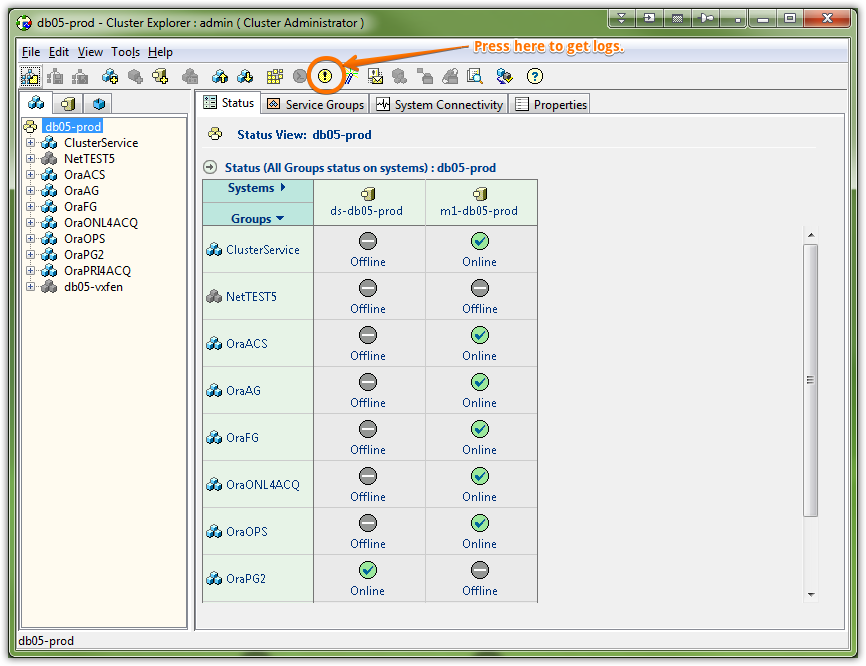 db05-prod - Cluster Explorer : admin ( Cluster Administrator )
File Edit View Tools Help
Press here to get logs.
Status Service Groups System Connectivity Properties
db05-prod
ClusterService
NetTEST5
OraACS
OraAG
OraFG
OraONL4ACQ
OraOPS
OraPG2
OraPRI4ACQ
db05-vxfen
Status View: db05-prod
Status (All Groups status on systems) : db05-prod
Systems
Groups
ds-db05-prod m1-db05-prod
ClusterService Offline Online
NetTEST5 Offline Offline
OraACS Offline Online
OraAG Offline Online
OraFG Offline Online
OraONL4ACQ Offline Online
OraOPS Offline Online
OraPG2 Online Offline
db05-prod